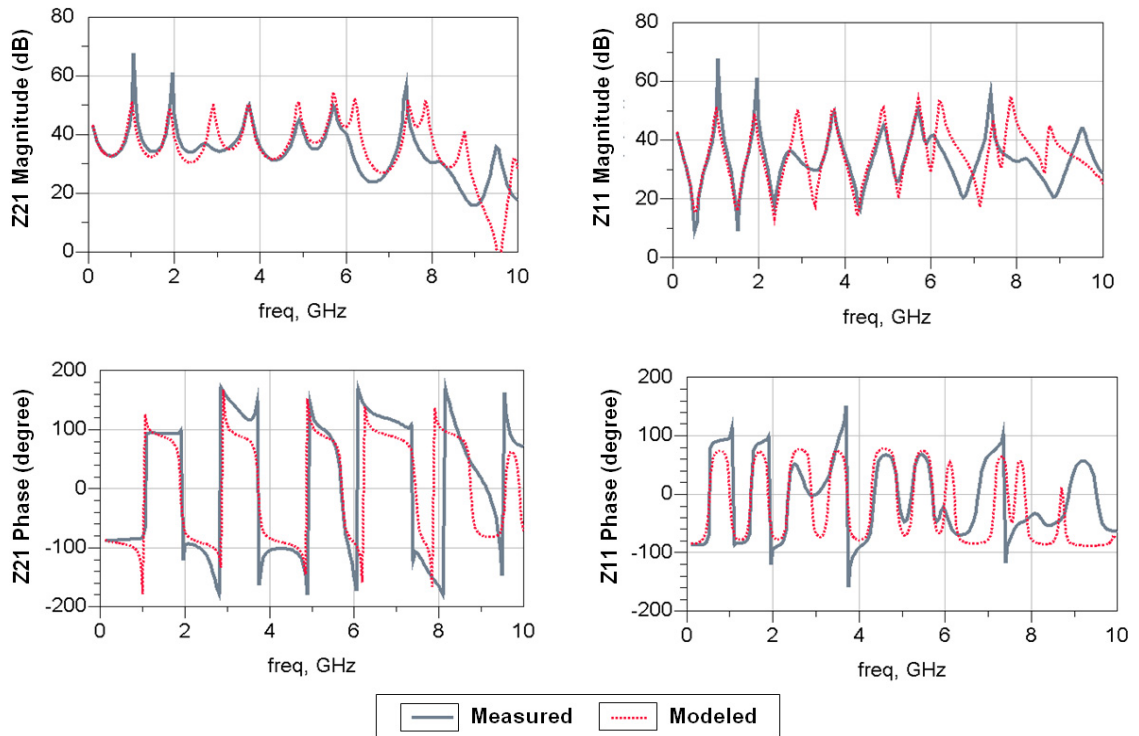 Z21 Magnitude (dB)
80
60
40
20
0
0 2 4 6 8 10
freq, GHz
Z11 Magnitude (dB)
80
60
40
20
0
0 2 4 6 8 10
freq, GHz
Z21 Phase (degree)
200
100
0
-100
-200
0 2 4 6 8 10
freq, GHz
Z11 Phase (degree)
200
100
0
-100
-200
0 2 4 6 8 10
freq, GHz
Measured Modeled